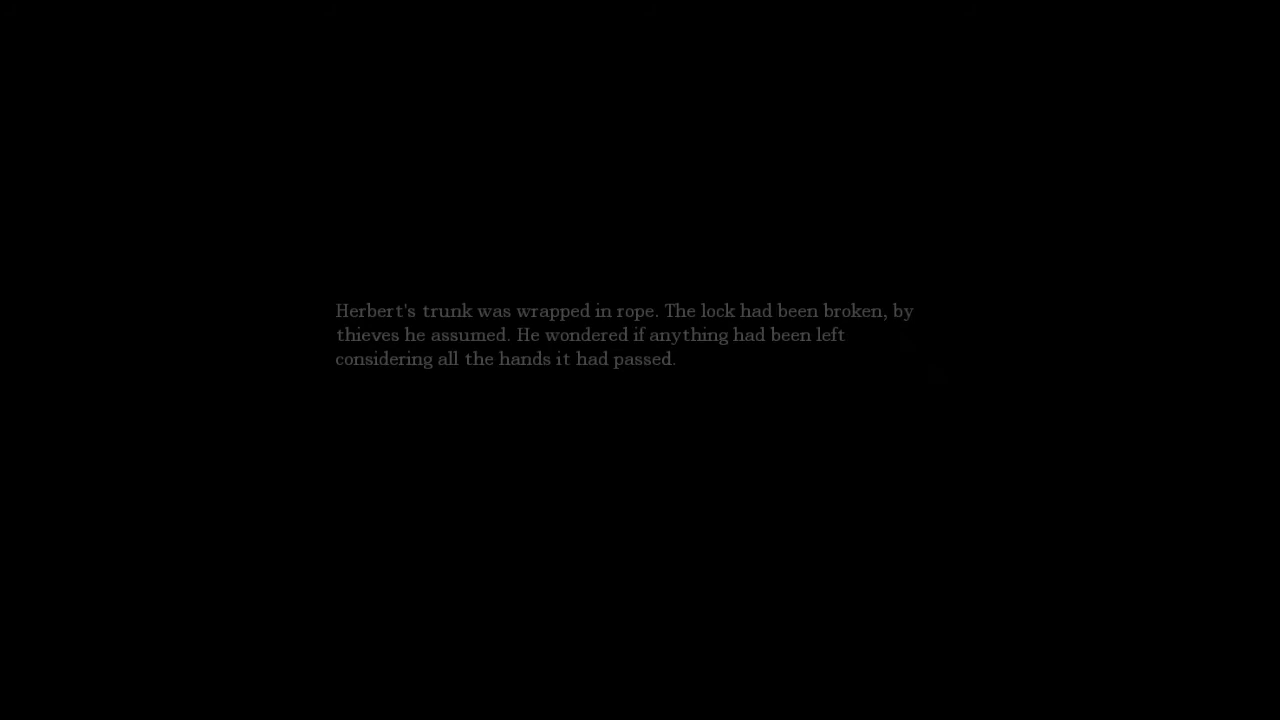 Herbert's trunk was wrapped in rope. The lock had been broken, by
thieves he assumed. He wondered if anything had been left
considering all the hands it had passed.